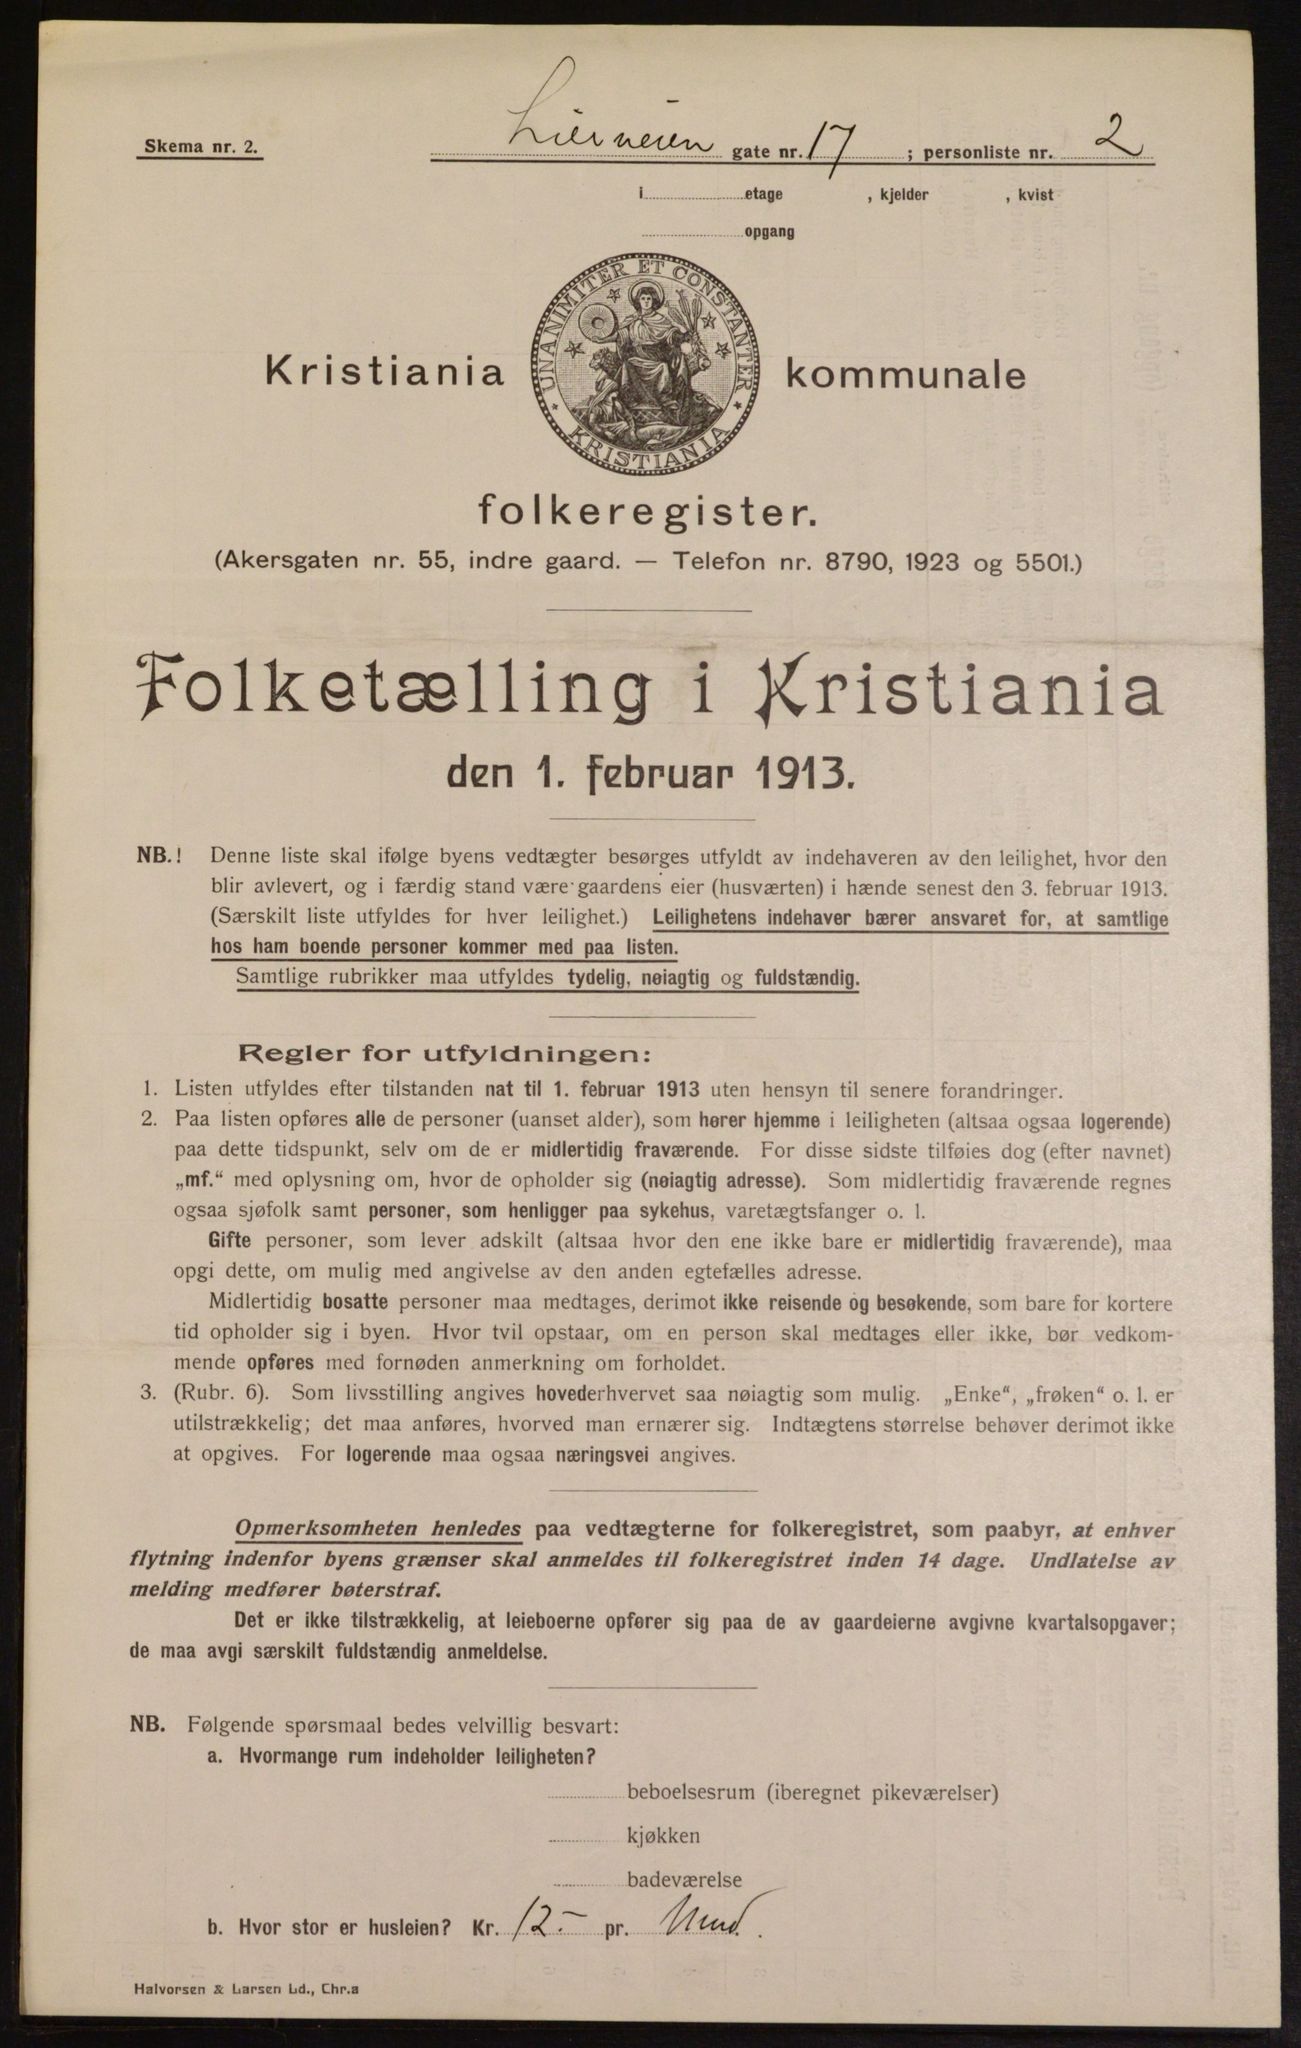 Skema nr. 2.
Lierveien gate nr. 17 ; personliste nr. 2
i etage , kjelder , kvist
opgang
UNANIMITER ET CONSTANTER
KRISTIANIA
Kristiania kommunale
folkeregister.
(Akersgaten nr. 55, indre gaard. — Telefon nr. 8790, 1923 og 5501.)
Folketælling i Kristiania
den 1. februar 1913.
NB.! Denne liste skal ifølge byens vedtægter besørges utfyldt av indehaveren av den leilighet, hvor den
blir avlevert, og i færdig stand være gaardens eier (husværten) i hænde senest den 3. februar 1913.
(Særskilt liste utfyldes for hver leilighet.) Leilighetens indehaver bærer ansvaret for, at samtlige
hos ham boende personer kommer med paa listen.
Samtlige rubrikker maa utfyldes tydelig, nøiagtig og fuldstændig.
Regler for utfyldningen:
1. Listen utfyldes efter tilstanden nat til 1. februar 1913 uten hensyn til senere forandringer.
2. Paa listen opføres alle de personer (uanset alder), som hører hjemme i leiligheten (altsaa ogsaa logerende)
paa dette tidspunkt, selv om de er midlertidig fraværende. For disse sidste tilføies dog (efter navnet)
„mf.“ med oplysning om, hvor de opholder sig (nøiagtig adresse). Som midlertidig fraværende regnes
ogsaa sjøfolk samt personer, som henligger paa sykehus, varetægtsfanger o. l.
Gifte personer, som lever adskilt (altsaa hvor den ene ikke bare er midlertidig fraværende), maa
opgi dette, om mulig med angivelse av den anden egtefælles adresse.
Midlertidig bosatte personer maa medtages, derimot ikke reisende og besøkende, som bare for kortere
tid opholder sig i byen. Hvor tvil opstaar, om en person skal medtages eller ikke, bør vedkom-
mende opføres med fornøden anmerkning om forholdet.
3. (Rubr. 6). Som livsstilling angives hovederhvervet saa nøiagtig som mulig. „Enke“, „frøken“ o. l. er
utilstrækkelig; det maa anføres, hvorved man ernærer sig. Indtægtens størrelse behøver derimot ikke
at opgives. For logerende maa ogsaa næringsvei angives.
Opmerksomheten henledes paa vedtægterne for folkeregistret, som paabyr, at enhver
flytning indenfor byens grænser skal anmeldes til folkeregistret inden 14 dage. Undlatelse av
melding medfører bøterstraf.
Det er ikke tilstrækkelig, at leieboerne opfører sig paa de av gaardeierne avgivne kvartalsopgaver;
de maa avgi særskilt fuldstændig anmeldelse.
NB. Følgende spørsmaal bedes velvillig besvart:
a. Hvormange rum indeholder leiligheten?
beboelsesrum (iberegnet pikeværelser)
kjøkken
badeværelse
b. Hvor stor er husleien? Kr. 12.- pr. Mnd.
Halvorsen & Larsen Ld., Chr.a